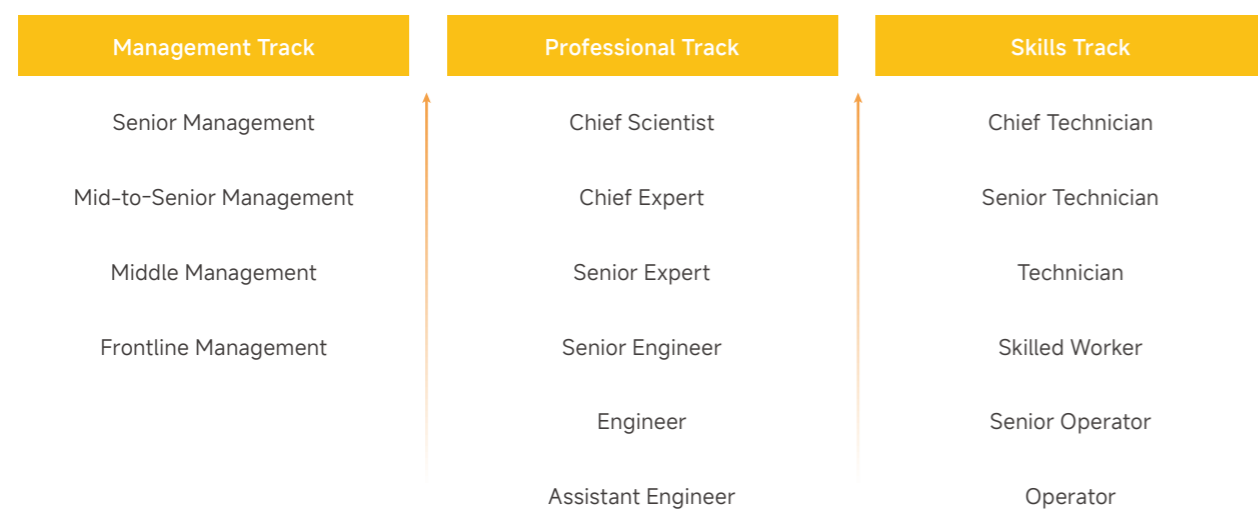 Management Track
Professional Track
Skills Track
Senior Management
Chief Scientist
Chief Technician
Mid-to-Senior Management
Chief Expert
Senior Technician
Middle Management
Senior Expert
Technician
Frontline Management
Senior Engineer
Skilled Worker
Engineer
Senior Operator
Assistant Engineer
Operator